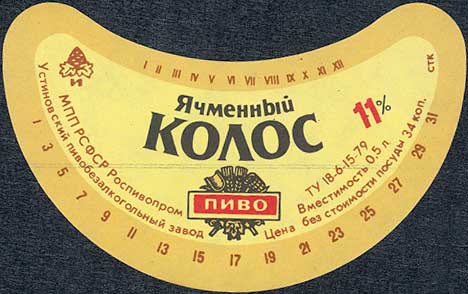 И
I II III IV V VI VII VIII IX X XI XII
МПП РСФСР Роспивопром
Устиновский пивобезалкогольный завод
Ячменный
КОЛОС
11%
ПИВО
ТУ 18-6-15-79
Вместимость 0,5 л
Цена без стоимости посуды 34 коп.
СТК
1 3 5 7 9 11 13 15 17 19 21 23 25 27 29 31